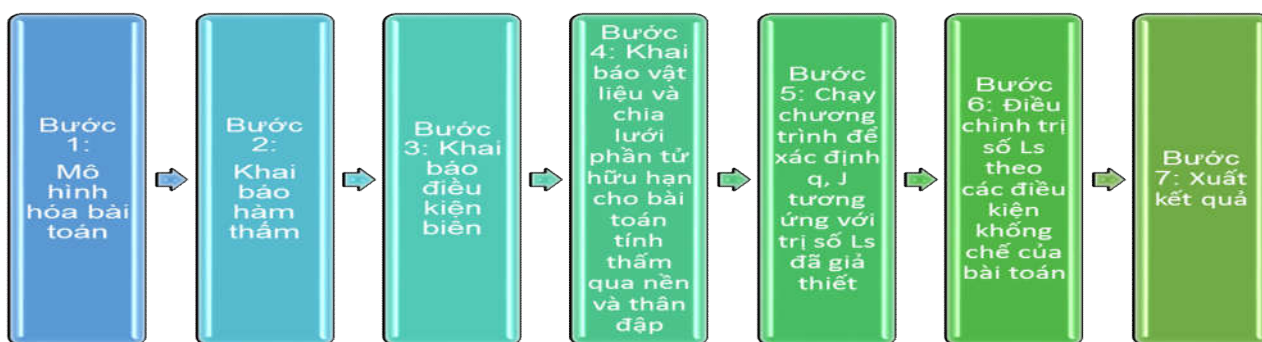 Bước
1:
Mô
hình
hóa bài
toán
Bước
2:
Khai
báo
hàm
thấm
Bước
3: Khai
báo
điều
kiện
biên
Bước
4: Khai
báo vật
liệu và
chia
lưới
phần tử
hữu hạn
cho bài
toán
tính
thấm
qua nền
và thân
đập
Bước
5: Chạy
chương
trình để
xác định
q, J
tương
ứng với
trị số Ls
đã giả
thiết
Bước
6: Điều
chỉnh trị
số Ls
theo
các điều
kiện
khống
chế của
bài toán
Bước
7: Xuất
kết quả